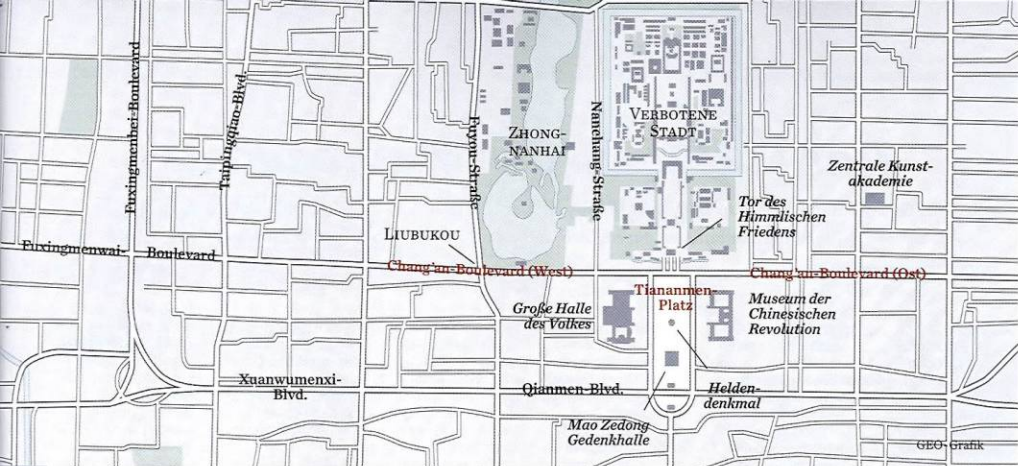 Fuxingmenbei-Boulevard
Taipingqiao-Blvd.
Fuyou-Straße
ZHONG-
NANHAI
Nanchang-Straße
VERBOTENE
STADT
Zentrale Kunst-
akademie
Tor des
Himmlischen
Friedens
LIUBUKOU
Fuxingmenwai-
Boulevard
Chang'an-Boulevard (West)
Chang'an-Boulevard (Ost)
Tiananmen-
Platz
Große Halle
des Volkes
Museum der
Chinesischen
Revolution
Xuanwumenxi-
Blvd.
Qianmen-Blvd.
Helden-
denkmal
Mao Zedong
Gedenkhalle
GEO-Grafik